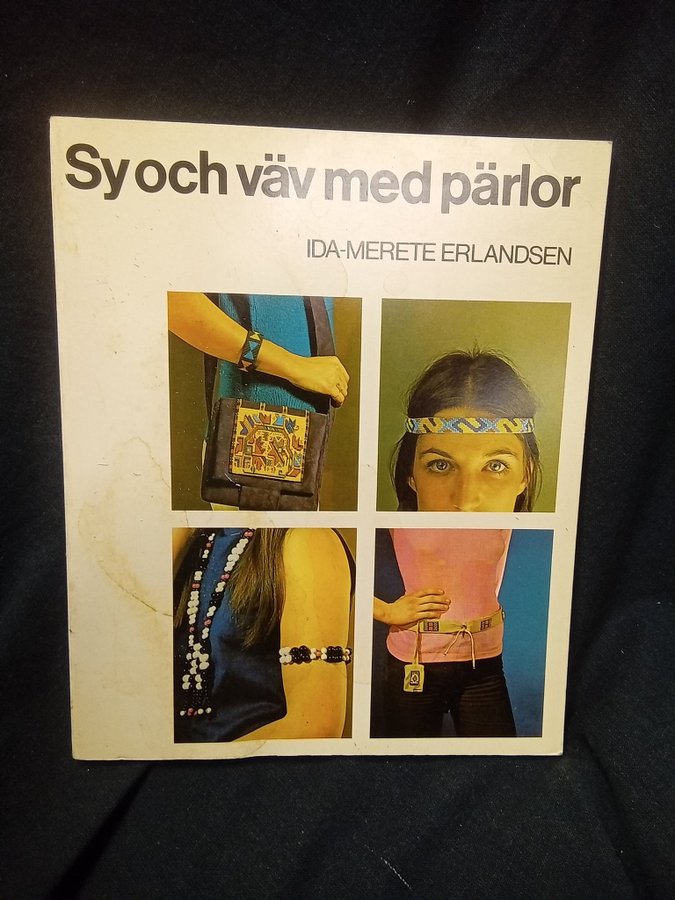 Sy och väv med pärlor
IDA-MERETE ERLANDSEN